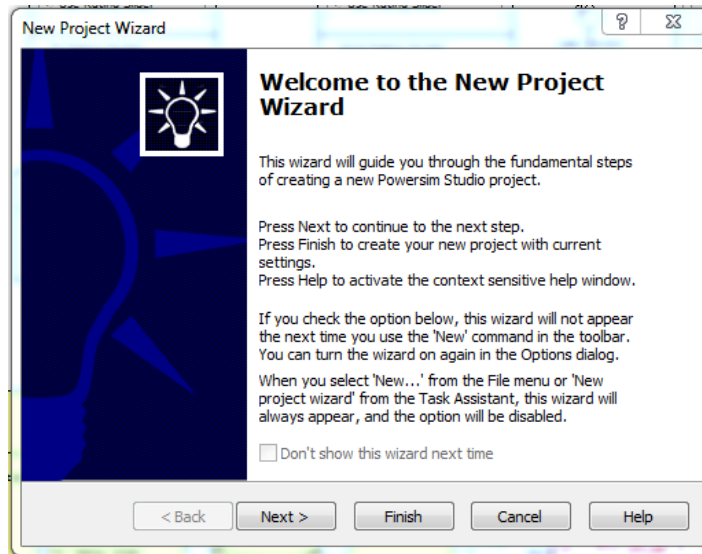 New Project Wizard
Welcome to the New Project
Wizard
This wizard will guide you through the fundamental steps
of creating a new Powersim Studio project.
Press Next to continue to the next step.
Press Finish to create your new project with current
settings.
Press Help to activate the context sensitive help window.
If you check the option below, this wizard will not appear
the next time you use the 'New' command in the toolbar.
You can turn the wizard on again in the Options dialog.
When you select 'New...' from the File menu or 'New
project wizard' from the Task Assistant, this wizard will
always appear, and the option will be disabled.
Don't show this wizard next time
< Back Next > Finish Cancel Help